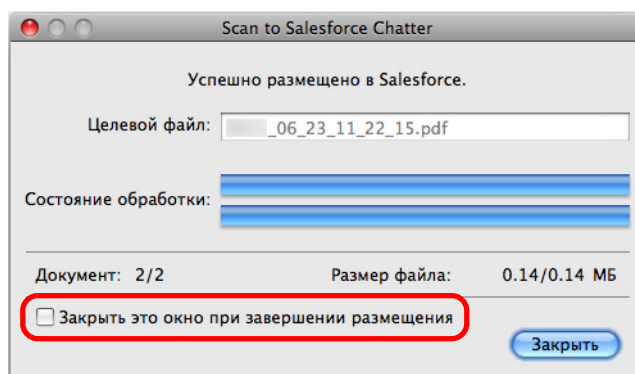 Scan to Salesforce Chatter
Успешно размещено в Salesforce.
Целевой файл: _06_23_11_22_15.pdf
Состояние обработки:
Документ: 2/2 Размер файла: 0.14/0.14 МБ
Закрыть это окно при завершении размещения
Закрыть